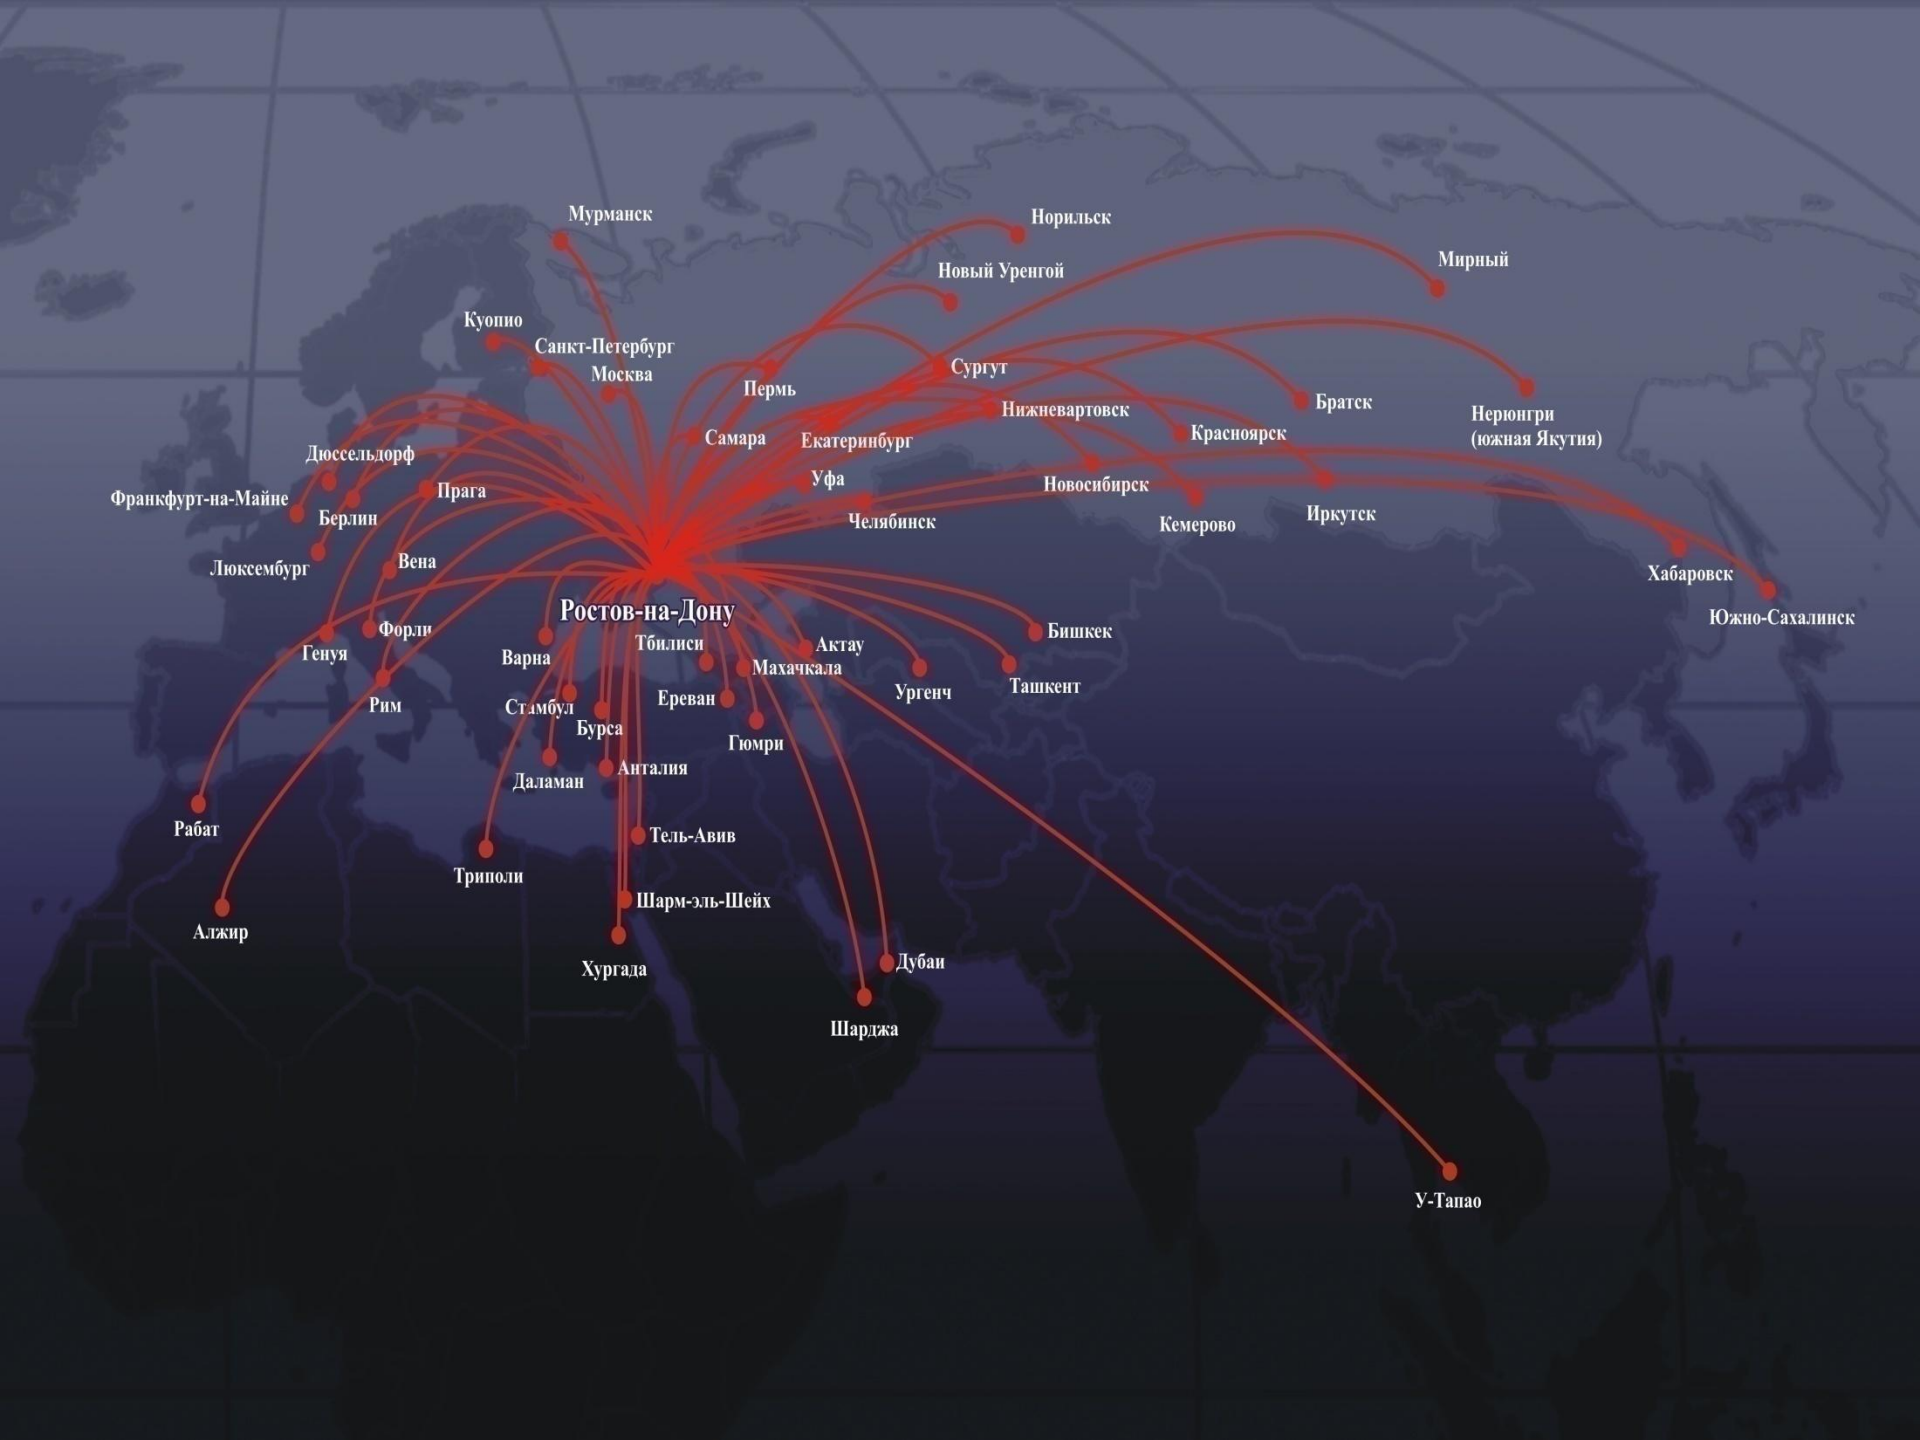 Мурманск
Норильск
Мирный
Новый Уренгой
Куопио
Санкт-Петербург
Москва
Сургут
Пермь
Братск
Нижневартовск
Нерюнгри
(южная Якутия)
Красноярск
Самара
Екатеринбург
Дюссельдорф
Уфа
Новосибирск
Прага
Франкфурт-на-Майне
Берлин
Челябинск
Кемерово
Иркутск
Вена
Люксембург
Хабаровск
Ростов-на-Дону
Южно-Сахалинск
Форли
Бишкек
Тбилиси
Актау
Генуя
Варна
Махачкала
Ташкент
Ургенч
Ереван
Рим
Стамбул
Бурса
Гюмри
Анталия
Даламан
Рабат
Тель-Авив
Триполи
Шарм-эль-Шейх
Алжир
Дубаи
Хургада
Шарджа
У-Тапао